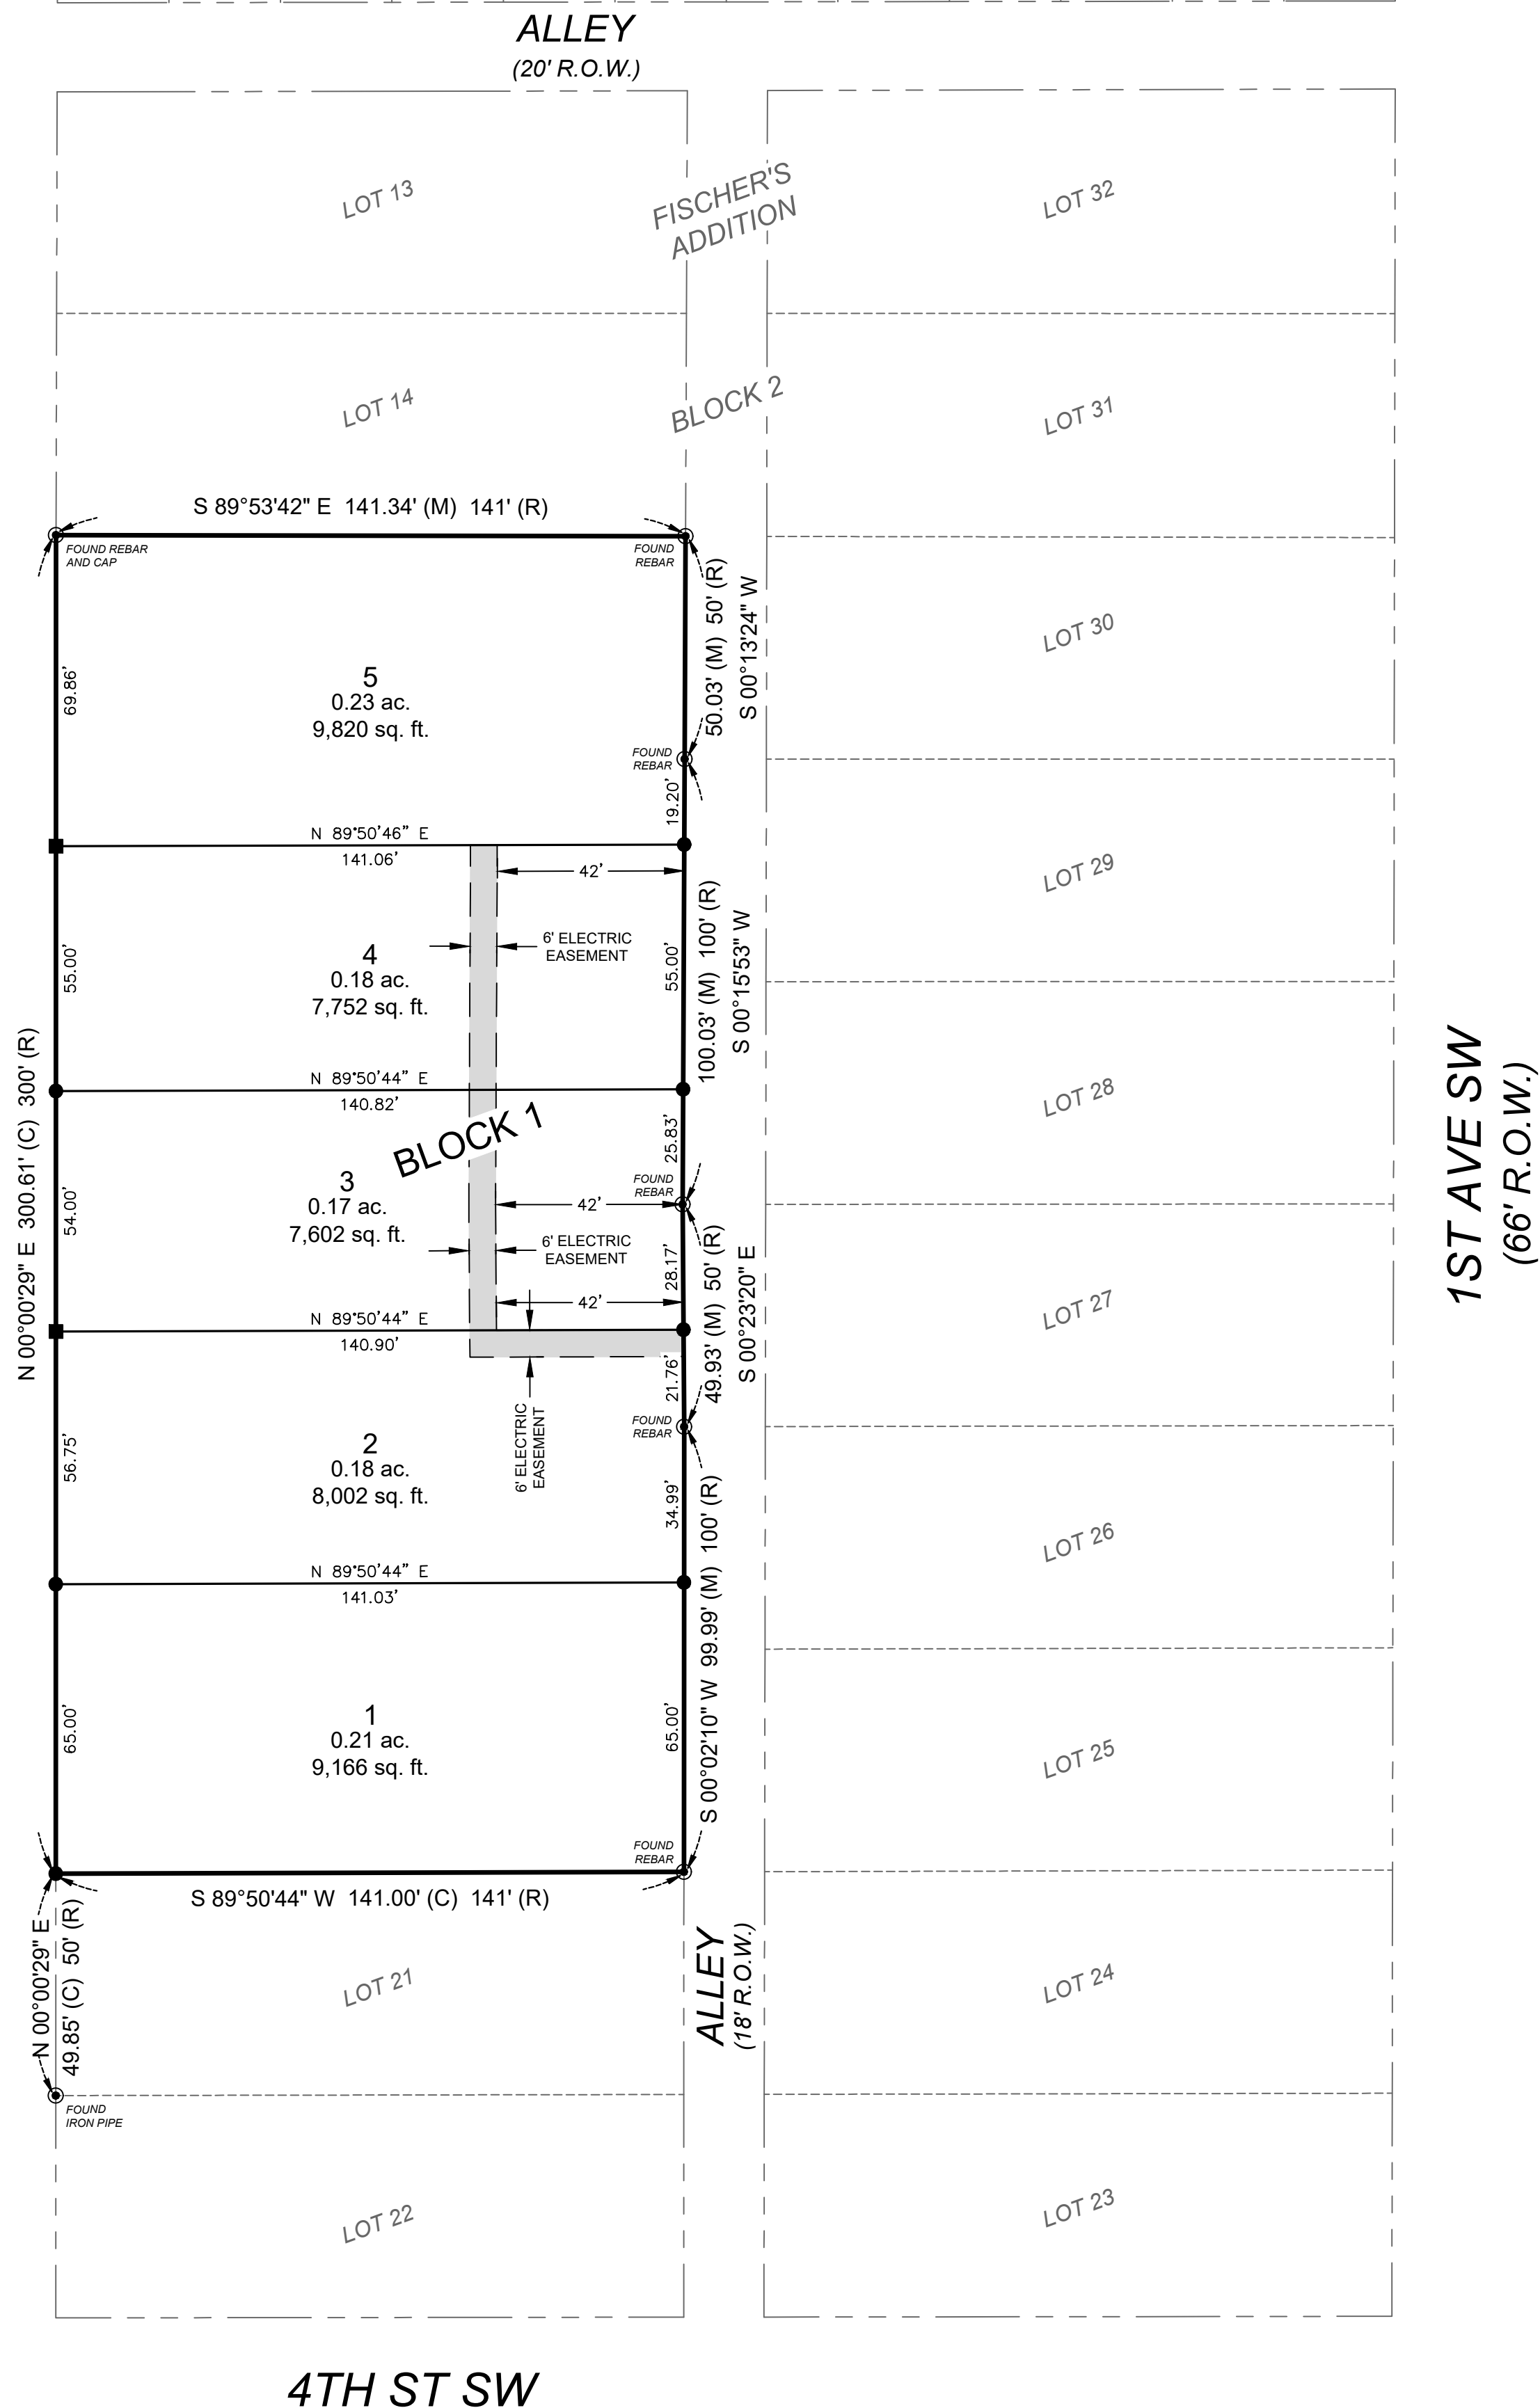 ALLEY
(20' R.O.W.)
LOT 13
FISCHER'S
ADDITION
LOT 32
LOT 14
BLOCK 2
LOT 31
S 89°53'42" E 141.34' (M) 141' (R)
FOUND REBAR
AND CAP
FOUND
REBAR
50.03' (M) 50' (R)
S 00°13'24" W
LOT 30
69.86'
5
0.23 ac.
9,820 sq. ft.
FOUND
REBAR
19.20'
N 89°50'46" E
141.06'
42'
LOT 29
100.03' (M) 100' (R)
S 00°15'53" W
55.00'
4
0.18 ac.
7,752 sq. ft.
6' ELECTRIC
EASEMENT
55.00'
N 89°50'44" E
140.82'
LOT 28
BLOCK 1
25.83'
N 00°00'29" E 300.61' (C) 300' (R)
54.00'
3
0.17 ac.
7,602 sq. ft.
FOUND
REBAR
42'
6' ELECTRIC
EASEMENT
28.17'
42'
49.93' (M) 50' (R)
S 00°23'20" E
LOT 27
1ST AVE SW
(66' R.O.W.)
N 89°50'44" E
140.90'
21.76'
6' ELECTRIC
EASEMENT
FOUND
REBAR
56.75'
2
0.18 ac.
8,002 sq. ft.
34.99'
LOT 26
N 89°50'44" E
141.03'
S 00°02'10" W 99.99' (M) 100' (R)
65.00'
1
0.21 ac.
9,166 sq. ft.
65.00'
LOT 25
FOUND
REBAR
S 89°50'44" W 141.00' (C) 141' (R)
N 00°00'29" E
49.85' (C) 50' (R)
LOT 21
ALLEY
(18' R.O.W.)
LOT 24
FOUND
IRON PIPE
LOT 22
LOT 23
4TH ST SW